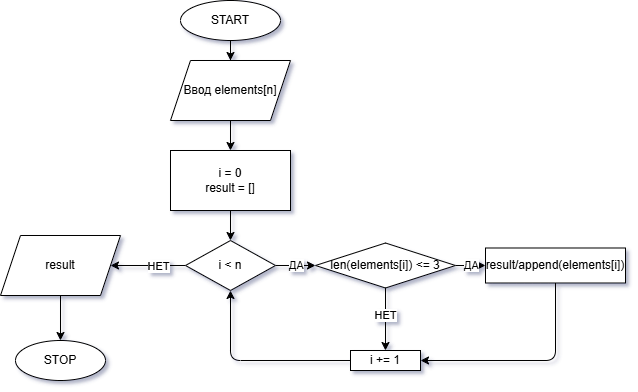 START
Ввод elements[n]
i = 0
result = []
i < n
НЕТ
result
STOP
ДА
len(elements[i]) <= 3
ДА
result/append(elements[i])
НЕТ
i += 1